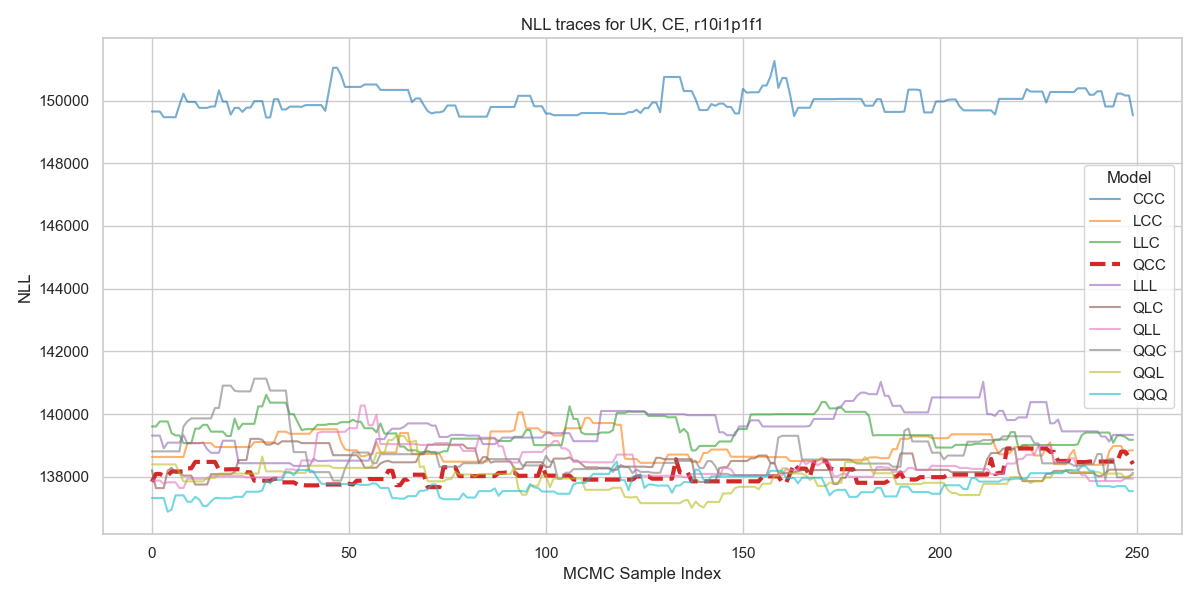 NLL traces for UK, CE, r10i1p1f1
150000
148000
146000
144000
142000
140000
138000
NLL
0
50
100
150
200
250
MCMC Sample Index
Model
CCC
LCC
LLC
QCC
LLL
QLC
QLL
QQC
QQL
QQQ